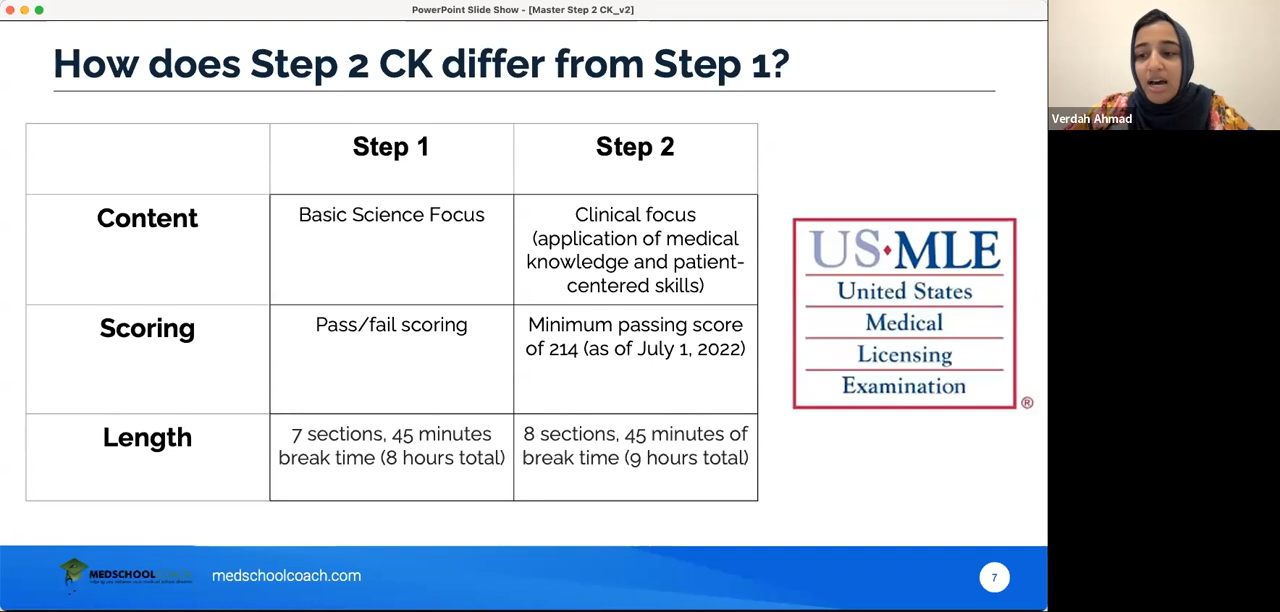 PowerPoint Slide Show - [Master Step 2 CK_v2]
How does Step 2 CK differ from Step 1?
Verdah Ahmad
Step 1
Step 2
Content
Basic Science Focus
Clinical focus
(application of medical
knowledge and patient-
centered skills)
Scoring
Pass/fail scoring
Minimum passing score
of 214 (as of July 1, 2022)
Length
7 sections, 45 minutes
break time (8 hours total)
8 sections, 45 minutes of
break time (9 hours total)
US♦MLE
United States
Medical
Licensing
Examination
®
MEDSCHOOLCOACH
medschoolcoach.com
7